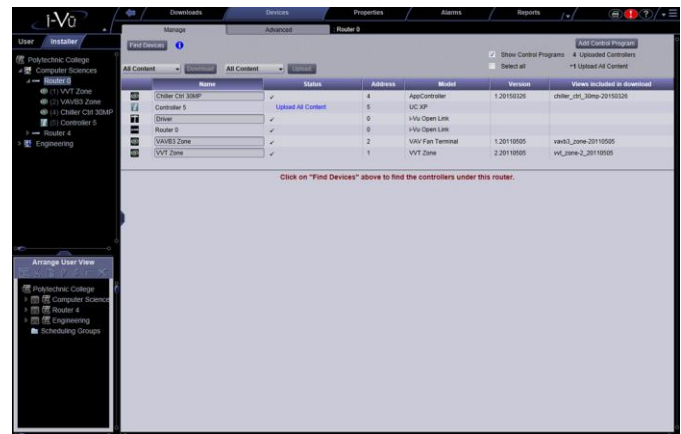 i-Vu
Downloads
Devices
Properties
Alarms
Reports
Manage
Advanced
Router 0
User
Installer
Find Devices
Add Control Program
Show Control Programs
4 Uploaded Controllers
Select all
Upload All Content
All Content
Download
All Content
Upload
Name Status Address Model Version Views included in download
Chiller Ctrl 30MP 4 AppController 1.20150326 chiller_ctrl_30mp-20150326
Controller 5 Upload All Content 5 UC XP
Driver 0 i-Vu Open Link
Router 0 0 i-Vu Open Link
VAVB3 Zone 2 VAV Fan Terminal 1.20110505 vavb3_zone-20110505
VVT Zone 1 VVT Zone 2.20110505 vvt_zone-2_20110505
Click on "Find Devices" above to find the controllers under this router.
Polytechnic College
Computer Sciences
Router 0
(1) VVT Zone
(2) VAVB3 Zone
(4) Chiller Ctrl 30MP
(5) Controller 5
Router 4
Engineering
Arrange User View
Polytechnic College
Computer Science
Router 4
Engineering
Scheduling Groups